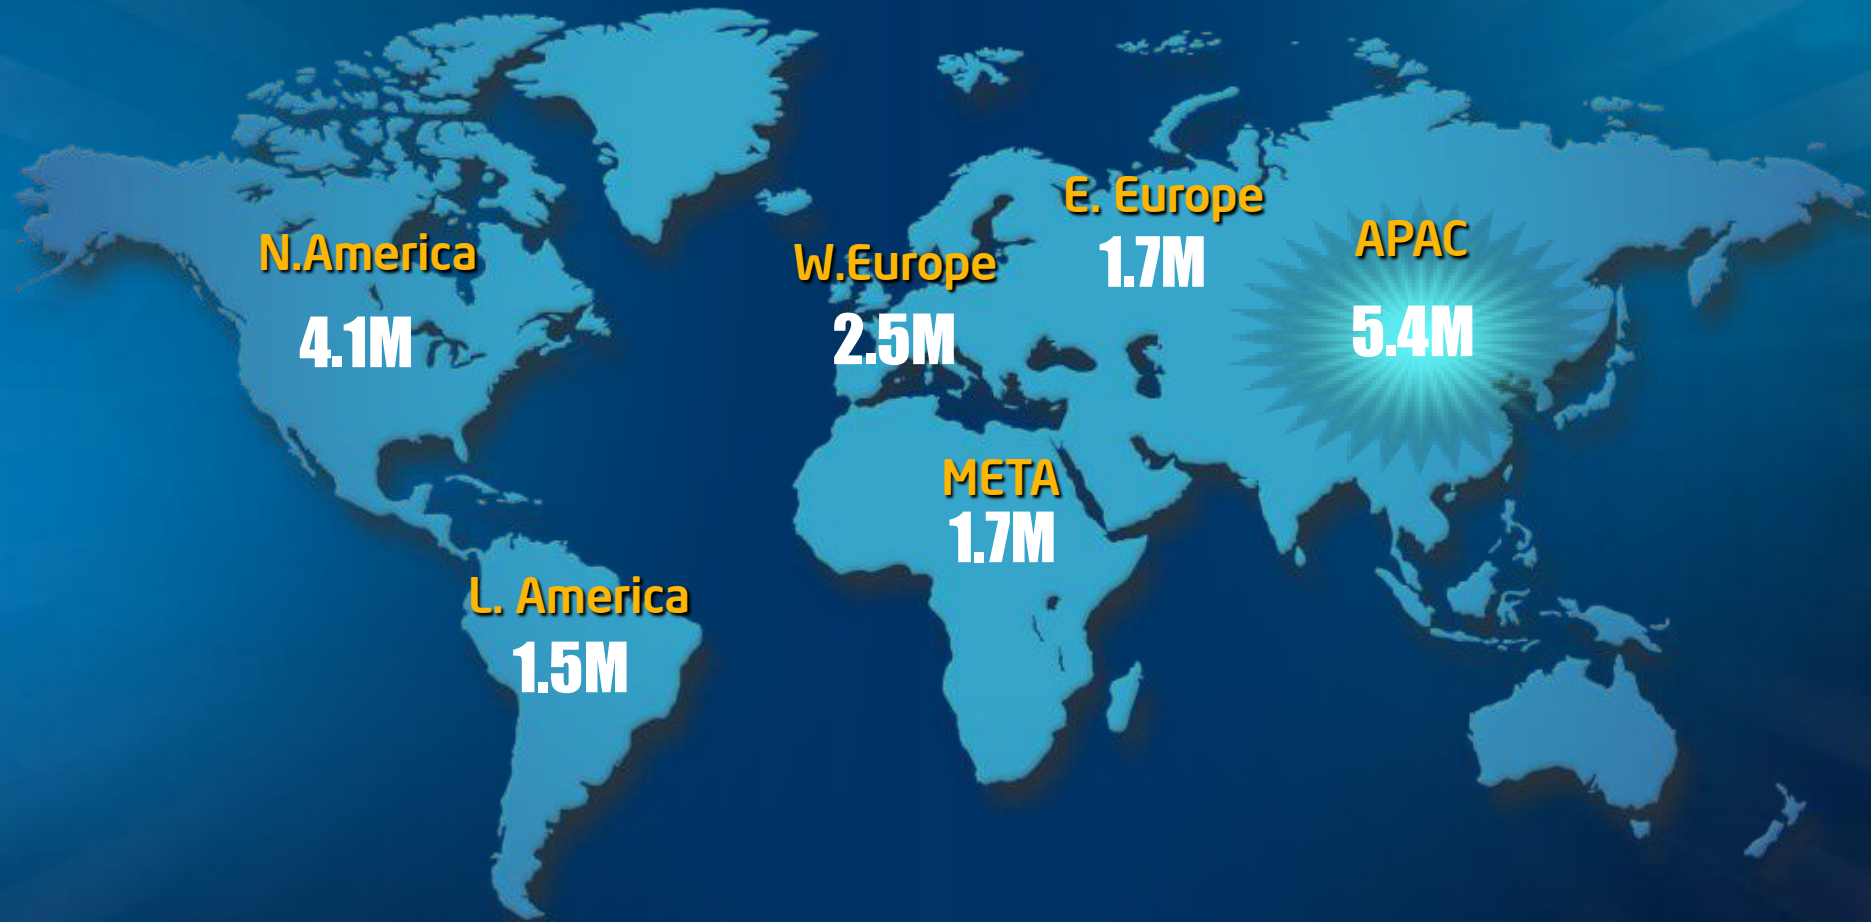 N.America
4.1M
W.Europe
2.5M
E. Europe
1.7M
APAC
5.4M
META
1.7M
L. America
1.5M